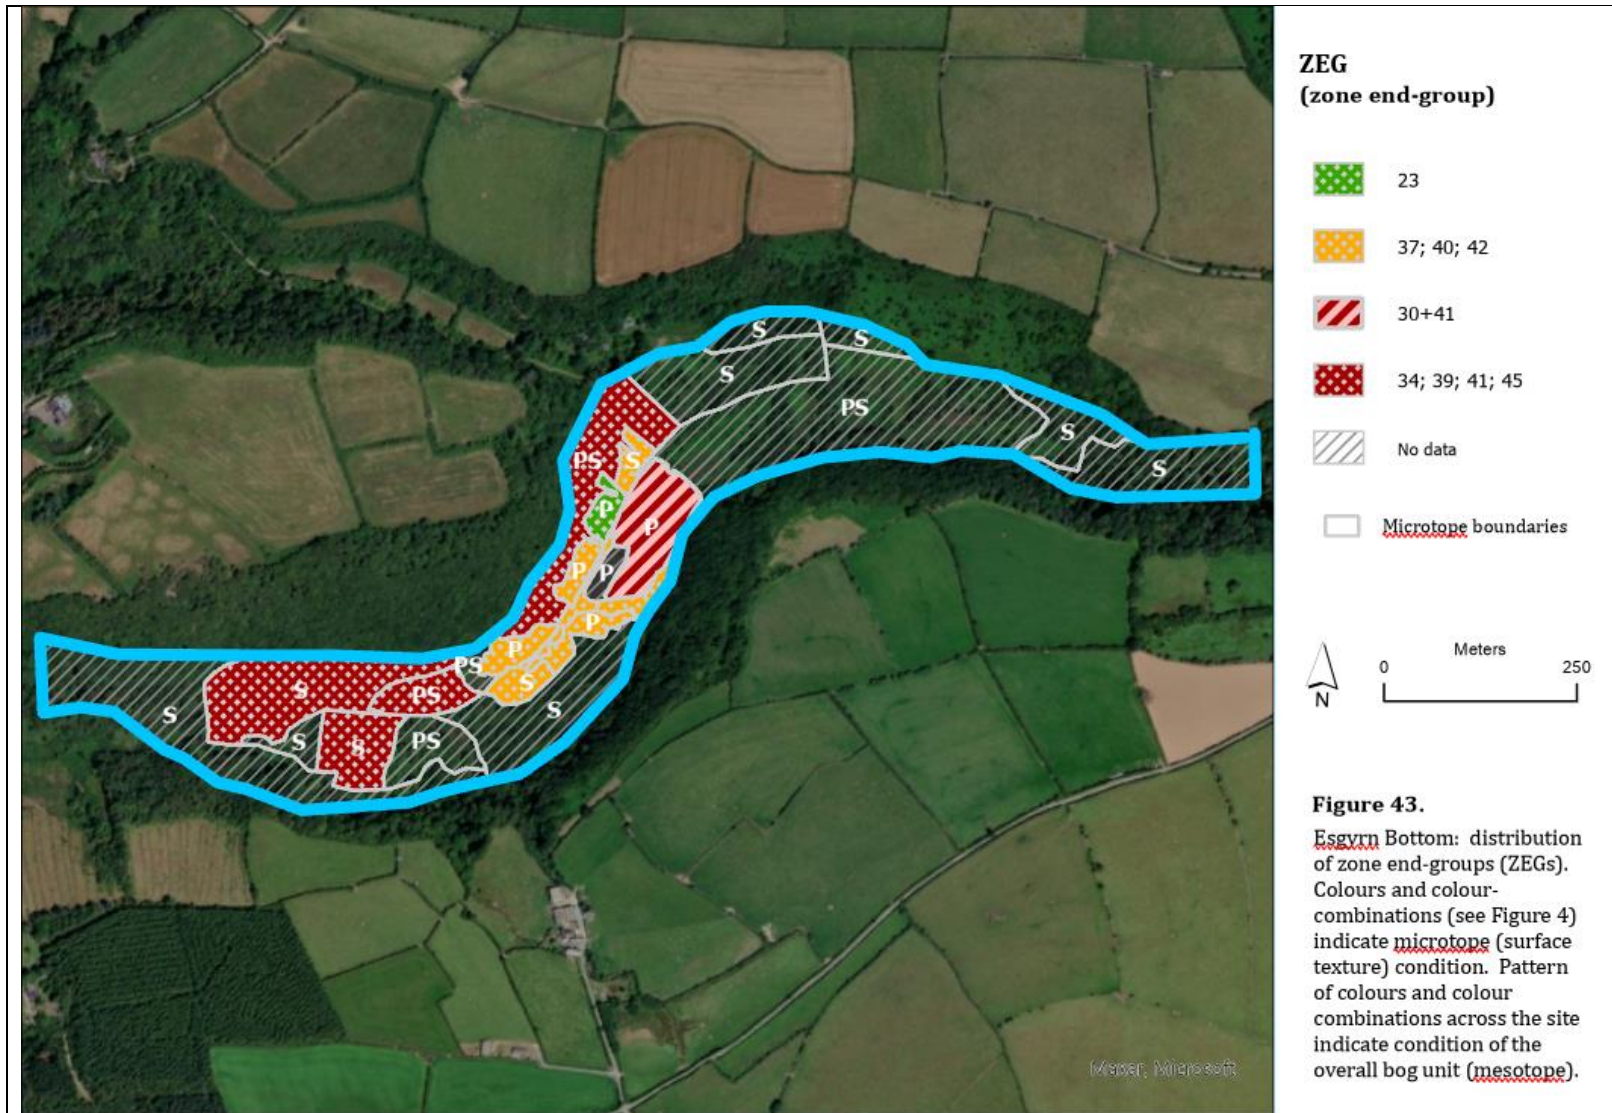 ZEG
(zone end-group)
23
37; 40; 42
30+41
34; 39; 41; 45
No data
Microtope boundaries
Meters
0 250
N
Figure 43.
Esgyrn Bottom: distribution
of zone end-groups (ZEGs).
Colours and colour-
combinations (see Figure 4)
indicate microtope (surface
texture) condition. Pattern
of colours and colour
combinations across the site
indicate condition of the
overall bog unit (mesotope).
S
S
S
PS
S
S
PS
S
P
P
P
P
P
P
PS
S
S
PS
S
S
S
S
PS
Maxar, Microsoft